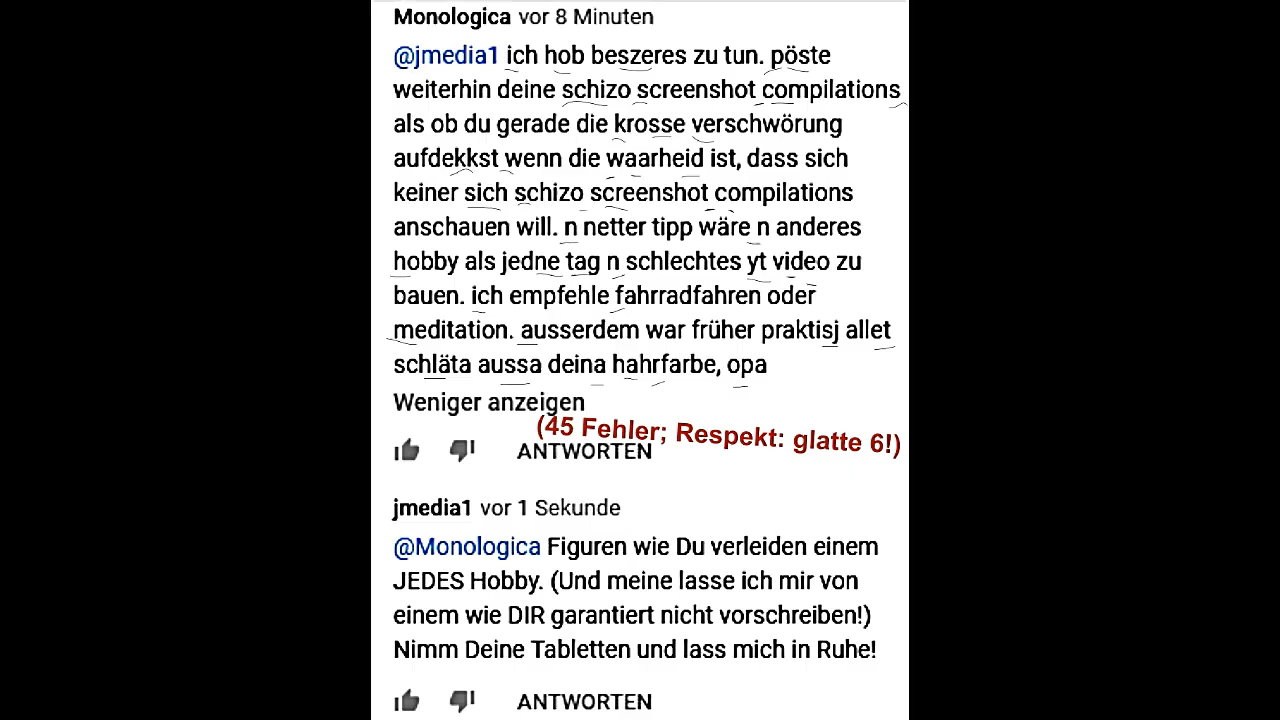 Monologica vor 8 Minuten
@jmedia1 ich hob beszeres zu tun. pöste
weiterhin deine schizo screenshot compilations
als ob du gerade die krosse verschwörung
aufdekkst wenn die waarheid ist, dass sich
keiner sich schizo screenshot compilations
anschauen will. n netter tipp wäre n anderes
hobby als jedne tag n schlechtes yt video zu
bauen. ich empfehle fahrradfahren oder
meditation. ausserdem war früher praktisj allet
schläta aussa deina hahrfarbe, opa
Weniger anzeigen
(45 Fehler; Respekt: glatte 6!)
ANTWORTEN
jmedia1 vor 1 Sekunde
@Monologica Figuren wie Du verleiden einem
JEDES Hobby. (Und meine lasse ich mir von
einem wie DIR garantiert nicht vorschreiben!)
Nimm Deine Tabletten und lass mich in Ruhe!
ANTWORTEN